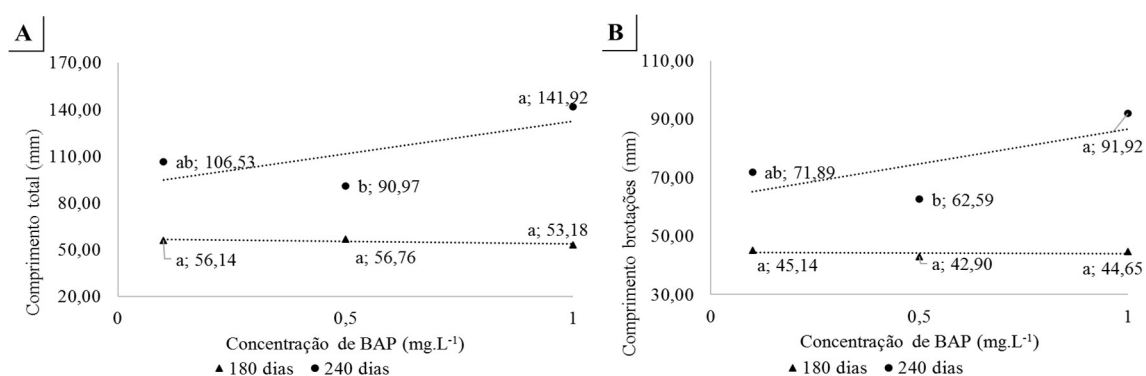 A
170,00
140,00
110,00
80,00
50,00
20,00
Comprimento total (mm)
a; 141,92
ab; 106,53
b; 90,97
a; 53,18
a; 56,14
a; 56,76
0
0,5
1
Concentração de BAP (mg.L-1)
▲ 180 dias ● 240 dias
B
110,00
90,00
70,00
50,00
30,00
Comprimento brotações (mm)
a; 91,92
ab; 71,89
b; 62,59
a; 45,14
a; 42,90
a; 44,65
0
0,5
1
Concentração de BAP (mg.L-1)
▲ 180 dias ● 240 dias